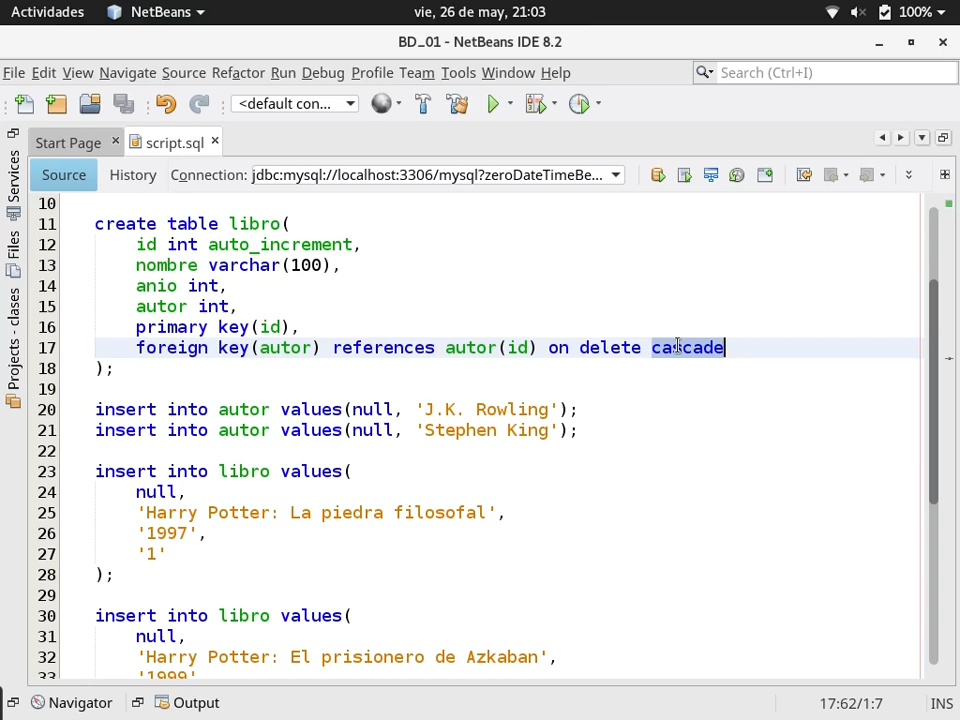 Actividades NetBeans vie, 26 de may, 21:03 100%
BD_01 - NetBeans IDE 8.2
File Edit View Navigate Source Refactor Run Debug Profile Team Tools Window Help Search (Ctrl+I)
<default con...
Start Page script.sql
Source History Connection: jdbc:mysql://localhost:3306/mysql?zeroDateTimeBe...
Services
Files
Projects - clases
10
11 create table libro(
12 id int auto_increment,
13 nombre varchar(100),
14 anio int,
15 autor int,
16 primary key(id),
17 foreign key(autor) references autor(id) on delete cascade
18 );
19
20 insert into autor values(null, 'J.K. Rowling');
21 insert into autor values(null, 'Stephen King');
22
23 insert into libro values(
24 null,
25 'Harry Potter: La piedra filosofal',
26 '1997',
27 '1'
28 );
29
30 insert into libro values(
31 null,
32 'Harry Potter: El prisionero de Azkaban',
33 '1999'
Navigator Output 17:62/1:7 INS